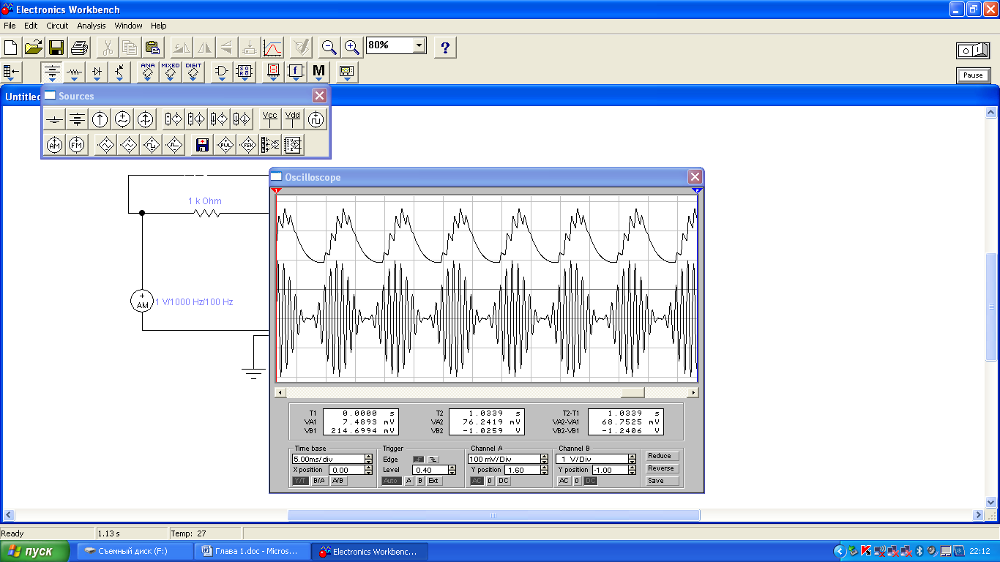 Electronics Workbench
File Edit Circuit Analysis Window Help
80%
?
O I
ANA MIXED DIGIT
f M
Pause
Sources
Vcc Vdd
AM FM PUL FSK
Oscilloscope
1 2
1 k Ohm
+
AM
1 V/1000 Hz/100 Hz
T1 0.0000 s T2 1.0339 s T2-T1 1.0339 s
VA1 7.4893 mV VA2 76.2419 mV VA2-VA1 68.7525 mV
VB1 214.6994 mV VB2 -1.0259 V VB2-VB1 -1.2406 V
Time base Trigger Channel A Channel B Reduce
5.00ms/div Edge 100 mV/Div 1 V/Div
X position 0.00 Level 0.40 Y position 1.60 Y position -1.00 Reverse
Y/T B/A A/B Auto A B Ext AC 0 DC AC 0 DC Save
Ready 1.13 s Temp: 27
пуск Съемный диск (F:) Глава 1.doc - Micros... Electronics Workbenc... 22:12